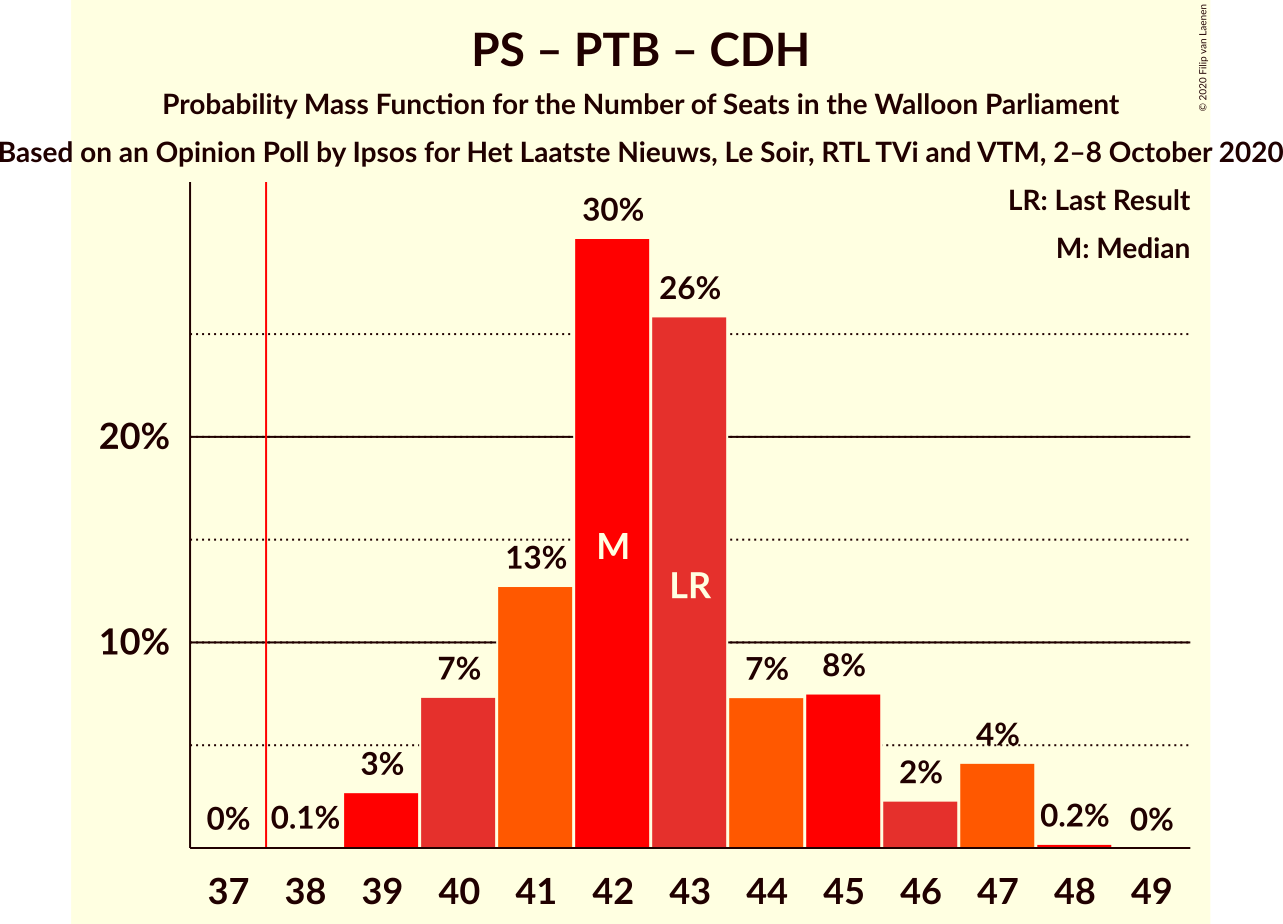 PS – PTB – CDH
Probability Mass Function for the Number of Seats in the Walloon Parliament
Based on an Opinion Poll by Ipsos for Het Laatste Nieuws, Le Soir, RTL TVi and VTM, 2–8 October 2020
© 2020 Filip van Laenen
LR: Last Result
M: Median
30%
26%
20%
M
13%
LR
10%
7%
7%
8%
3%
4%
2%
0%
0.1%
0.2%
0%
37 38 39 40 41 42 43 44 45 46 47 48 49